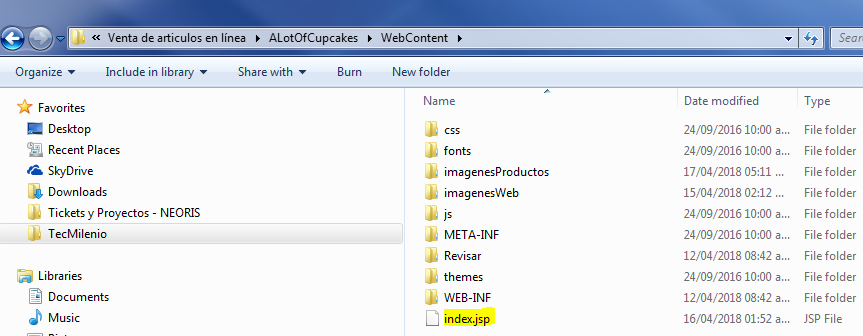 « Venta de articulos en línea ▸ ALotOfCupcakes ▸ WebContent ▸ Sear
Organize Include in library Share with Burn New folder
Favorites
Desktop
Recent Places
SkyDrive
Downloads
Tickets y Proyectos - NEORIS
TecMilenio
Libraries
Documents
Music
Name Date modified Type
css 24/09/2016 10:00 a... File folder
fonts 24/09/2016 10:00 a... File folder
imagenesProductos 17/04/2018 05:11 ... File folder
imagenesWeb 15/04/2018 02:12 ... File folder
js 24/09/2016 10:00 a... File folder
META-INF 24/09/2016 10:00 a... File folder
Revisar 12/04/2018 08:42 a... File folder
themes 24/09/2016 10:00 a... File folder
WEB-INF 12/04/2018 08:42 a... File folder
index.jsp 16/04/2018 01:52 a... JSP File